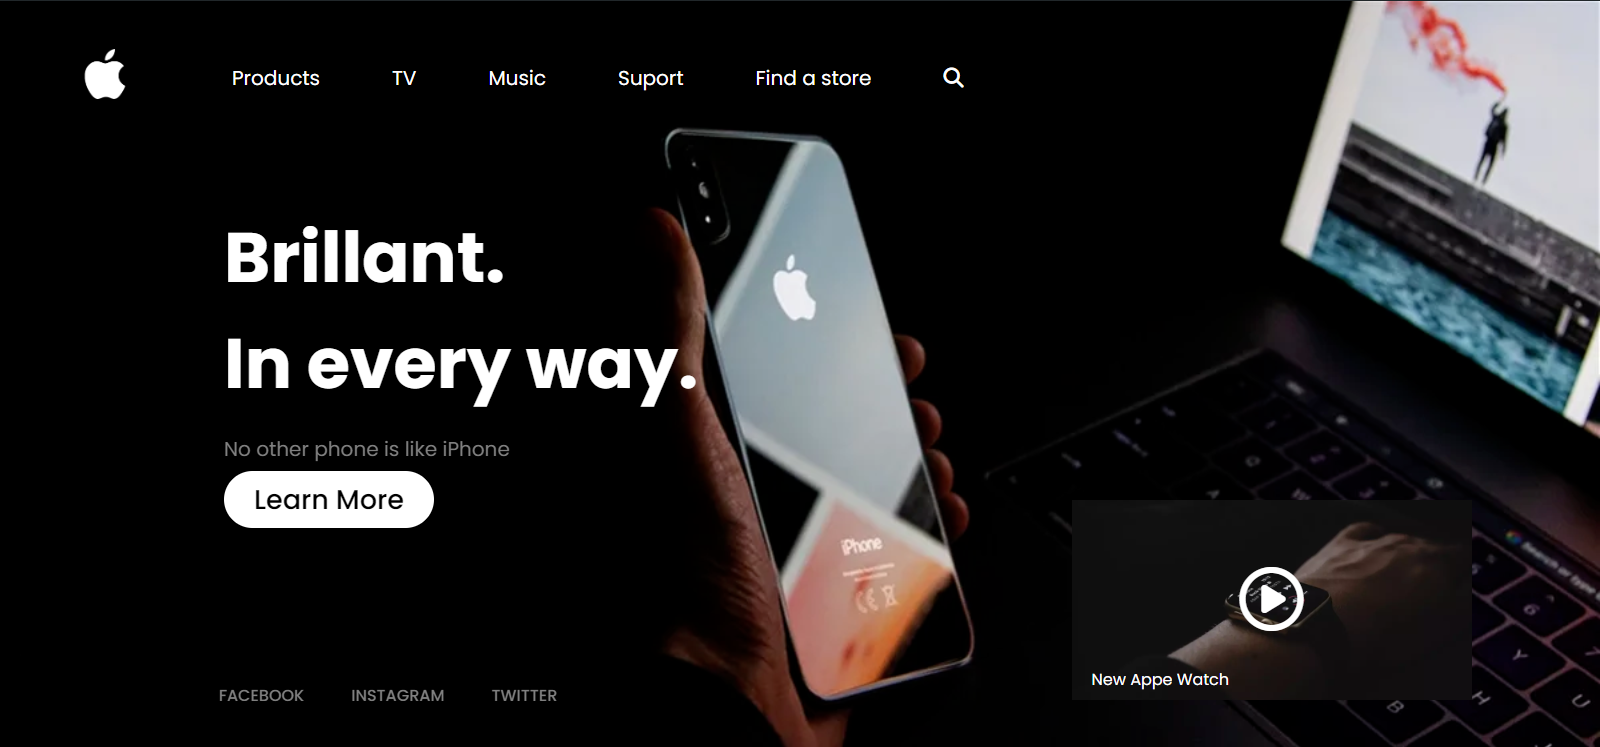 Products TV Music Suport Find a store
Brillant.
In every way.
No other phone is like iPhone
Learn More
iPhone
New Appe Watch
FACEBOOK INSTAGRAM TWITTER